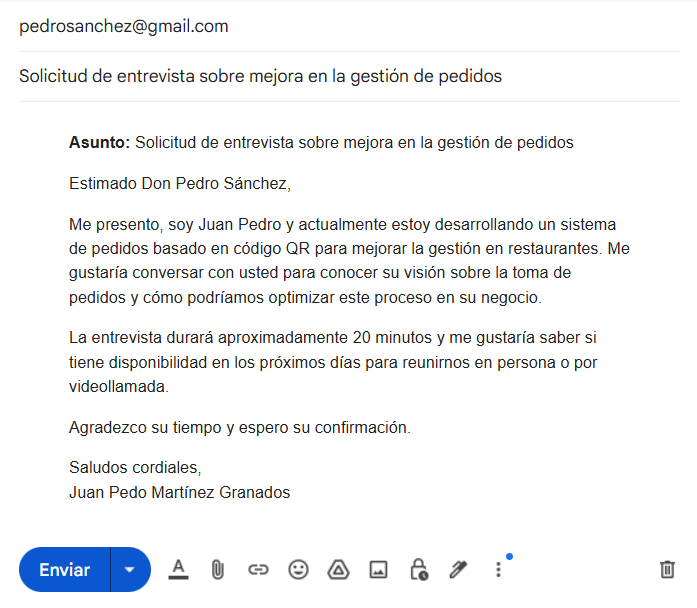 pedrosanchez@gmail.com
Solicitud de entrevista sobre mejora en la gestión de pedidos
Asunto: Solicitud de entrevista sobre mejora en la gestión de pedidos
Estimado Don Pedro Sánchez,
Me presento, soy Juan Pedro y actualmente estoy desarrollando un sistema
de pedidos basado en código QR para mejorar la gestión en restaurantes. Me
gustaría conversar con usted para conocer su visión sobre la toma de
pedidos y cómo podríamos optimizar este proceso en su negocio.
La entrevista durará aproximadamente 20 minutos y me gustaría saber si
tiene disponibilidad en los próximos días para reunirnos en persona o por
videollamada.
Agradezco su tiempo y espero su confirmación.
Saludos cordiales,
Juan Pedo Martínez Granados
Enviar